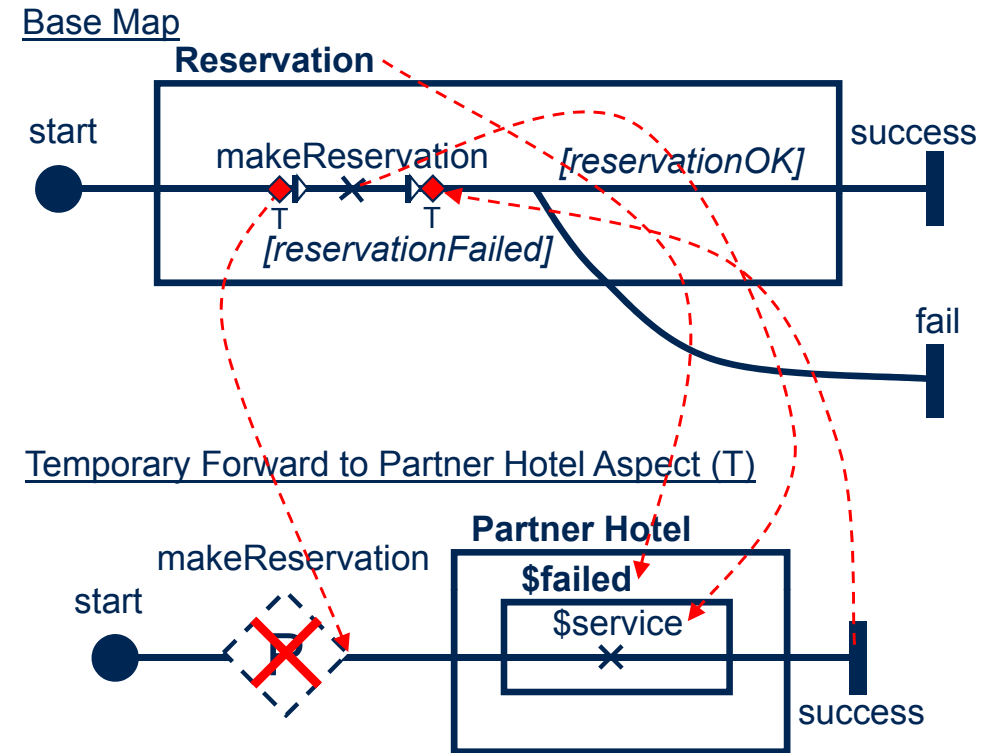 Base Map
Reservation
start
success
makeReservation
[reservationOK]
T
T
[reservationFailed]
fail
Temporary Forward to Partner Hotel Aspect (T)
Partner Hotel
makeReservation
$failed
start
$service
P
success